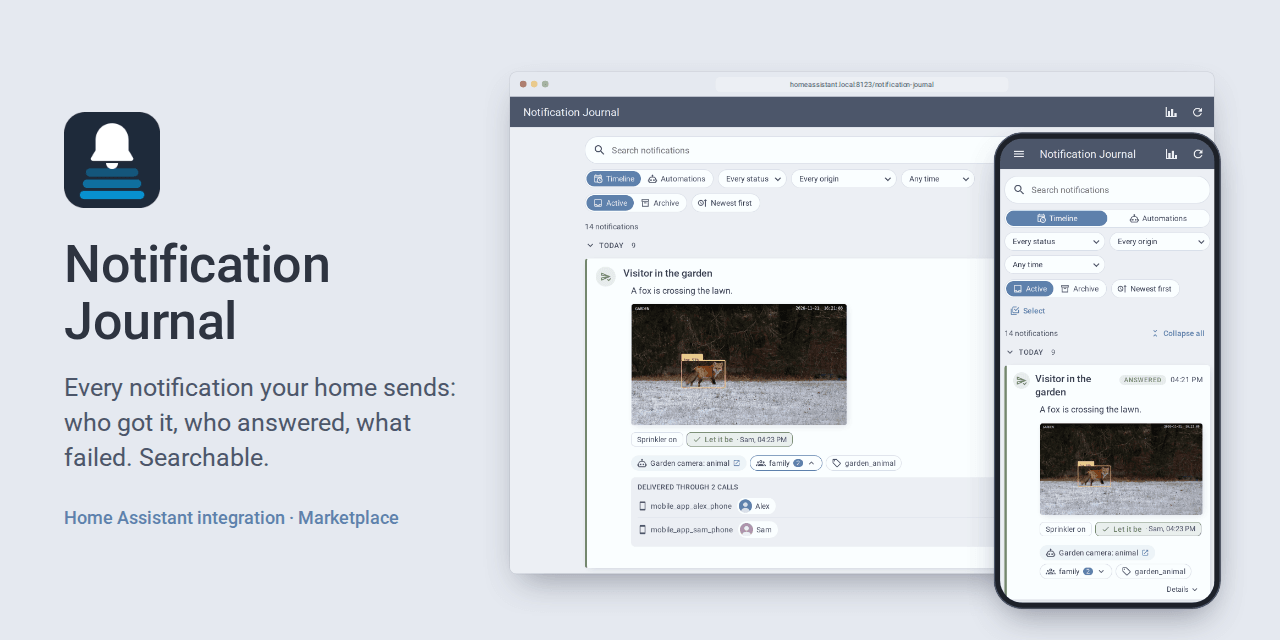 Notification
Journal
Every notification your home sends:
who got it, who answered, what
failed. Searchable.
Home Assistant integration · Marketplace
homeassistant.local:8123/notification-journal
Notification Journal
Search notifications
Timeline Automations Every status Every origin Any time
Active Archive Newest first
14 notifications
TODAY 9
Visitor in the garden
A fox is crossing the lawn.
GARDEN
Sprinkler on Let it be · Sam, 04:23 PM
Garden camera: animal family 2 garden_animal
DELIVERED THROUGH 2 CALLS
mobile_app_alex_phone Alex
mobile_app_sam_phone Sam
Notification Journal
Search notifications
Timeline Automations
Every status Every origin
Any time
Active Archive Newest first
Select
14 notifications Collapse all
TODAY 9
Visitor in the ANSWERED 04:21 PM
garden
A fox is crossing the lawn.
Sprinkler on Let it be · Sam, 04:23 PM
Garden camera: animal
family 2 garden_animal
Details